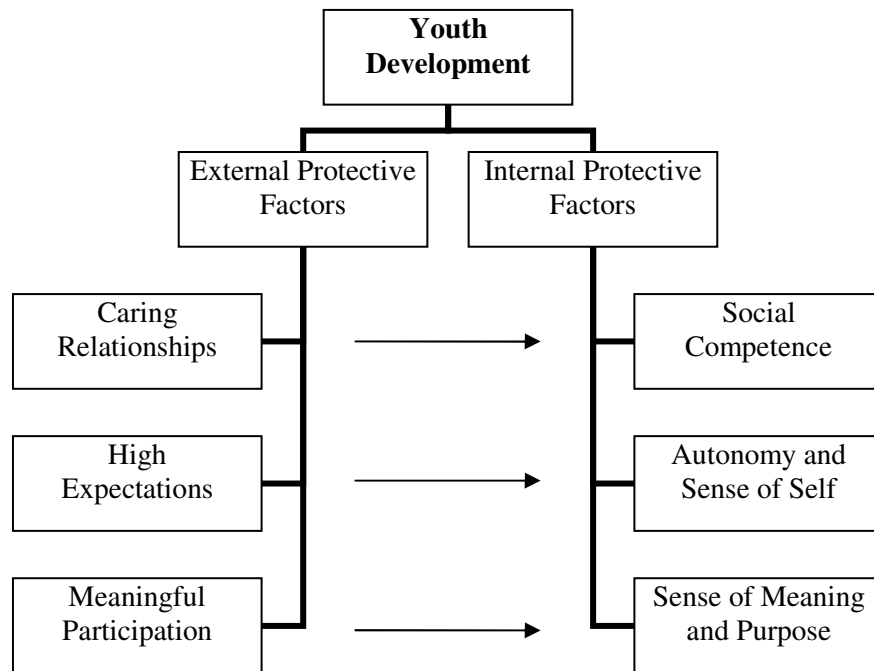 Youth
Development
External Protective
Factors
Internal Protective
Factors
Caring
Relationships
Social
Competence
High
Expectations
Autonomy and
Sense of Self
Meaningful
Participation
Sense of Meaning
and Purpose